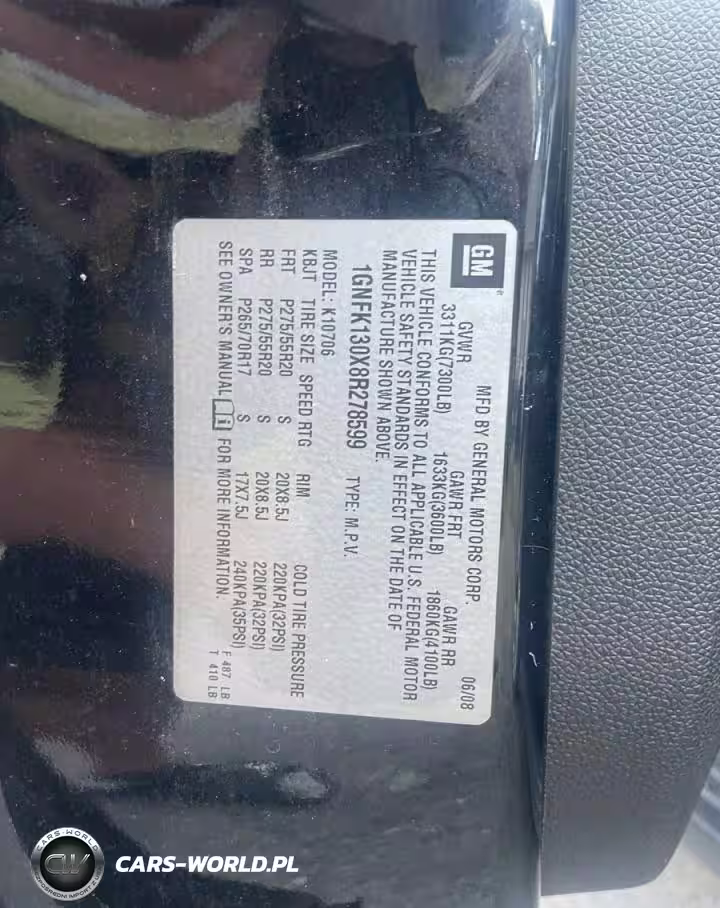 GM
MFD BY GENERAL MOTORS CORP. 06/08
GVWR GAWR FRT GAWR RR
3311KG(7300LB) 1633KG(3600LB) 1860KG(4100LB)
THIS VEHICLE CONFORMS TO ALL APPLICABLE U.S. FEDERAL MOTOR
VEHICLE SAFETY STANDARDS IN EFFECT ON THE DATE OF
MANUFACTURE SHOWN ABOVE.
1GNFK130X8R278599 TYPE: M.P.V.
MODEL: K10706
KBJT TIRE SIZE SPEED RTG RIM COLD TIRE PRESSURE
FRT P275/55R20 S 20X8.5J 220KPA(32PSI)
RR P275/55R20 S 20X8.5J 220KPA(32PSI)
SPA P265/70R17 S 17X7.5J 240KPA(35PSI)
SEE OWNER'S MANUAL FOR MORE INFORMATION.
F 487 LB
T 410 LB
CARS-WORLD
CW
CARS-WORLD.PL